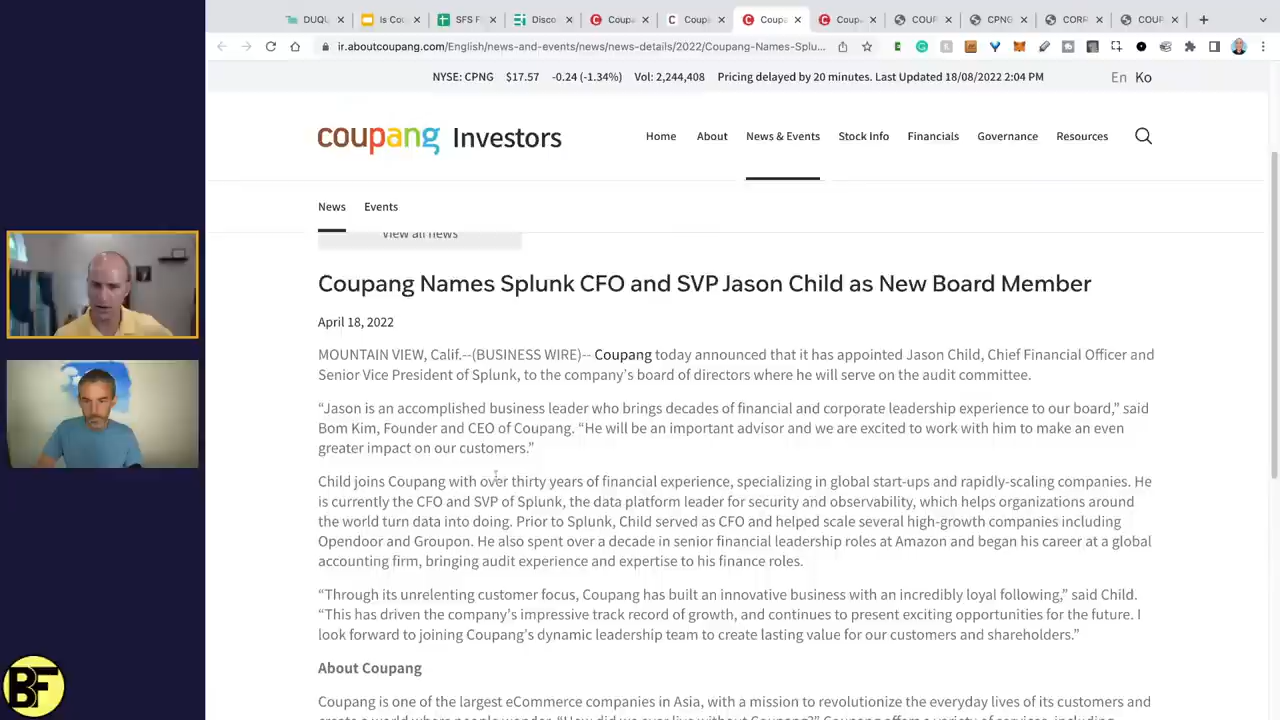 DUQU
Is Cou
SFS F
Disco
Coupa
Coupa
Coupa
Coupa
COUF
CPNG
CORR
COUF
ir.aboutcoupang.com/English/news-and-events/news/news-details/2022/Coupang-Names-Splu...
NYSE: CPNG $17.57 -0.24 (-1.34%) Vol: 2,244,408 Pricing delayed by 20 minutes. Last Updated 18/08/2022 2:04 PM
En Ko
coupang Investors
Home About News & Events Stock Info Financials Governance Resources
News Events
View all news
Coupang Names Splunk CFO and SVP Jason Child as New Board Member
April 18, 2022
MOUNTAIN VIEW, Calif.--(BUSINESS WIRE)-- Coupang today announced that it has appointed Jason Child, Chief Financial Officer and
Senior Vice President of Splunk, to the company’s board of directors where he will serve on the audit committee.
“Jason is an accomplished business leader who brings decades of financial and corporate leadership experience to our board,” said
Bom Kim, Founder and CEO of Coupang. “He will be an important advisor and we are excited to work with him to make an even
greater impact on our customers.”
Child joins Coupang with over thirty years of financial experience, specializing in global start-ups and rapidly-scaling companies. He
is currently the CFO and SVP of Splunk, the data platform leader for security and observability, which helps organizations around
the world turn data into doing. Prior to Splunk, Child served as CFO and helped scale several high-growth companies including
Opendoor and Groupon. He also spent over a decade in senior financial leadership roles at Amazon and began his career at a global
accounting firm, bringing audit experience and expertise to his finance roles.
“Through its unrelenting customer focus, Coupang has built an innovative business with an incredibly loyal following,” said Child.
“This has driven the company’s impressive track record of growth, and continues to present exciting opportunities for the future. I
look forward to joining Coupang’s dynamic leadership team to create lasting value for our customers and shareholders.”
About Coupang
Coupang is one of the largest eCommerce companies in Asia, with a mission to revolutionize the everyday lives of its customers and
BF